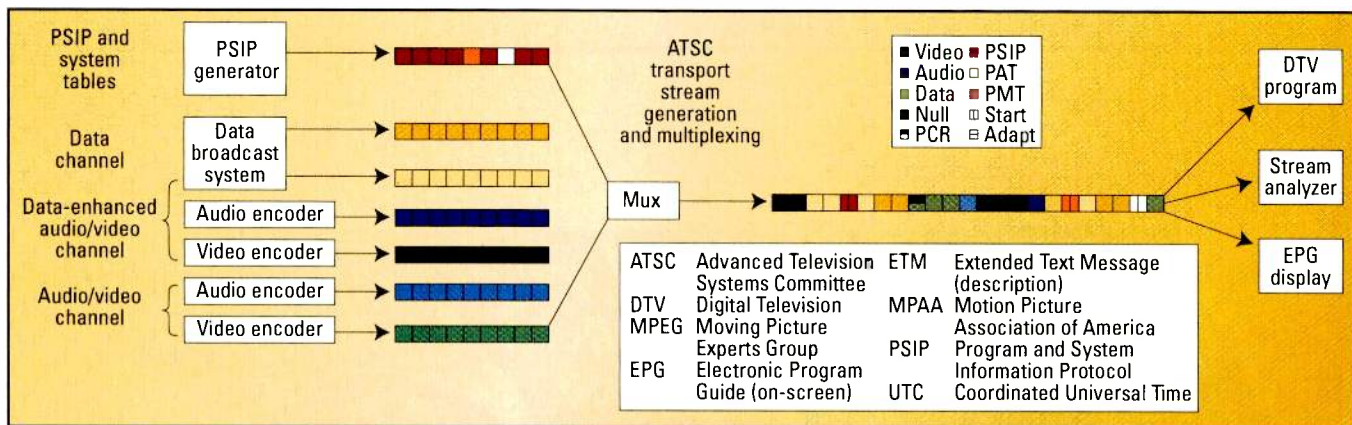 PSIP and
system
tables
PSIP
generator
Data
channel
Data
broadcast
system
Data-enhanced
audio/video
channel
Audio encoder
Video encoder
Audio/video
channel
Audio encoder
Video encoder
ATSC
transport
stream
generation
and multiplexing
Mux
Video PSIP
Audio PAT
Data PMT
Null Start
PCR Adapt
DTV
program
Stream
analyzer
EPG
display
ATSC Advanced Television
Systems Committee
DTV Digital Television
MPEG Moving Picture
Experts Group
EPG Electronic Program
Guide (on-screen)
ETM Extended Text Message
(description)
MPAA Motion Picture
Association of America
PSIP Program and System
Information Protocol
UTC Coordinated Universal Time